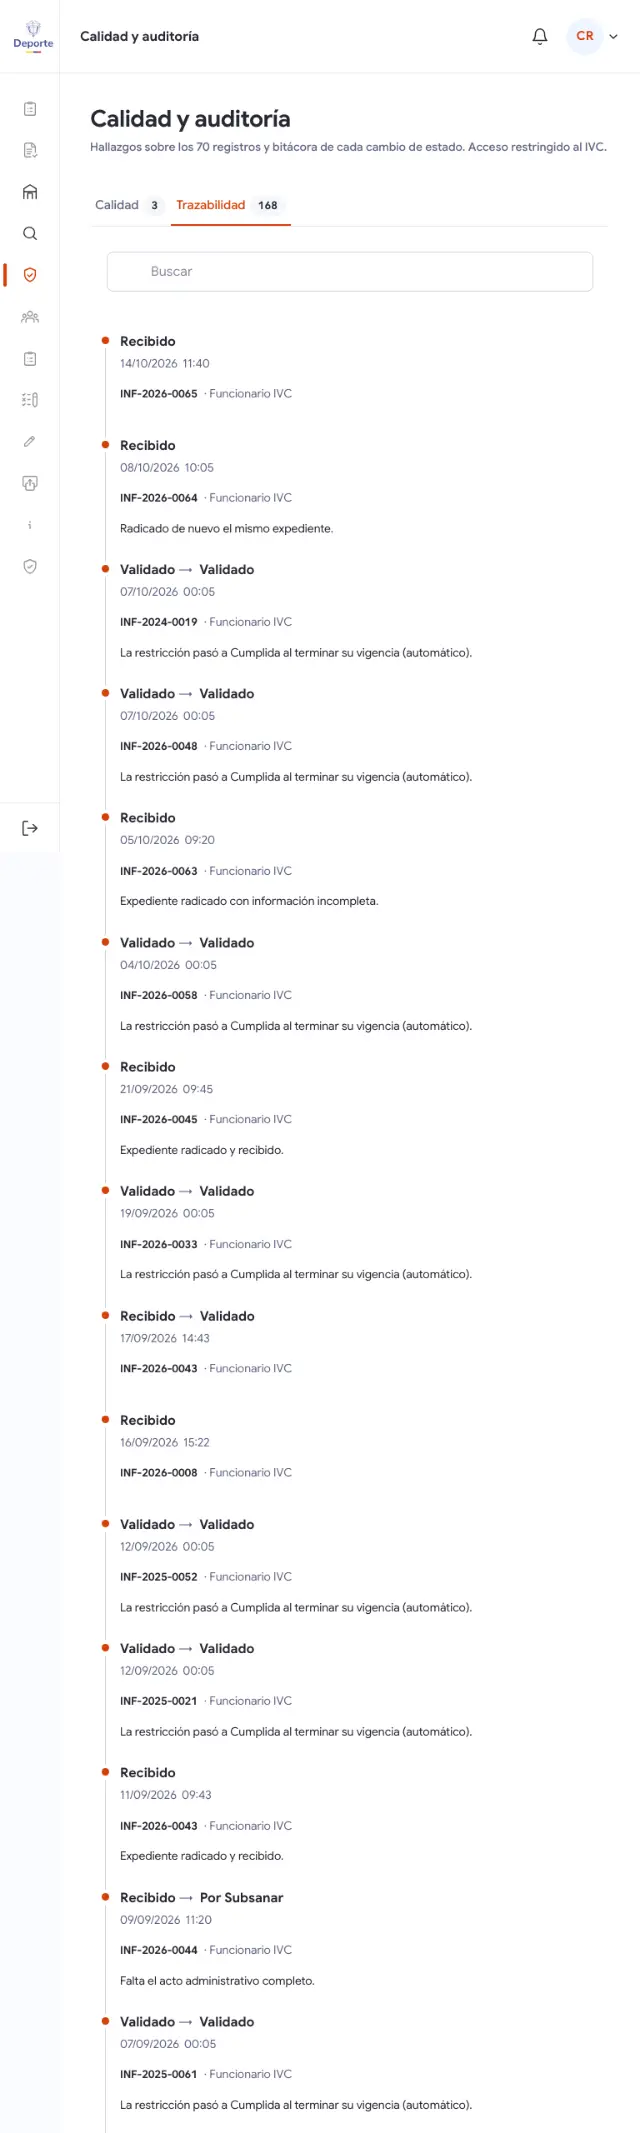 Deporte
Calidad y auditoría
CR
Calidad y auditoría
Hallazgos sobre los 70 registros y bitácora de cada cambio de estado. Acceso restringido al IVC.
Calidad 3 Trazabilidad 168
Buscar
Recibido
14/10/2026 11:40
INF-2026-0065 · Funcionario IVC
Recibido
08/10/2026 10:05
INF-2026-0064 · Funcionario IVC
Radicado de nuevo el mismo expediente.
Validado → Validado
07/10/2026 00:05
INF-2024-0019 · Funcionario IVC
La restricción pasó a Cumplida al terminar su vigencia (automático).
Validado → Validado
07/10/2026 00:05
INF-2026-0048 · Funcionario IVC
La restricción pasó a Cumplida al terminar su vigencia (automático).
Recibido
05/10/2026 09:20
INF-2026-0063 · Funcionario IVC
Expediente radicado con información incompleta.
Validado → Validado
04/10/2026 00:05
INF-2026-0058 · Funcionario IVC
La restricción pasó a Cumplida al terminar su vigencia (automático).
Recibido
21/09/2026 09:45
INF-2026-0045 · Funcionario IVC
Expediente radicado y recibido.
Validado → Validado
19/09/2026 00:05
INF-2026-0033 · Funcionario IVC
La restricción pasó a Cumplida al terminar su vigencia (automático).
Recibido → Validado
17/09/2026 14:43
INF-2026-0043 · Funcionario IVC
Recibido
16/09/2026 15:22
INF-2026-0008 · Funcionario IVC
Validado → Validado
12/09/2026 00:05
INF-2025-0052 · Funcionario IVC
La restricción pasó a Cumplida al terminar su vigencia (automático).
Validado → Validado
12/09/2026 00:05
INF-2025-0021 · Funcionario IVC
La restricción pasó a Cumplida al terminar su vigencia (automático).
Recibido
11/09/2026 09:43
INF-2026-0043 · Funcionario IVC
Expediente radicado y recibido.
Recibido → Por Subsanar
09/09/2026 11:20
INF-2026-0044 · Funcionario IVC
Falta el acto administrativo completo.
Validado → Validado
07/09/2026 00:05
INF-2025-0061 · Funcionario IVC
La restricción pasó a Cumplida al terminar su vigencia (automático).